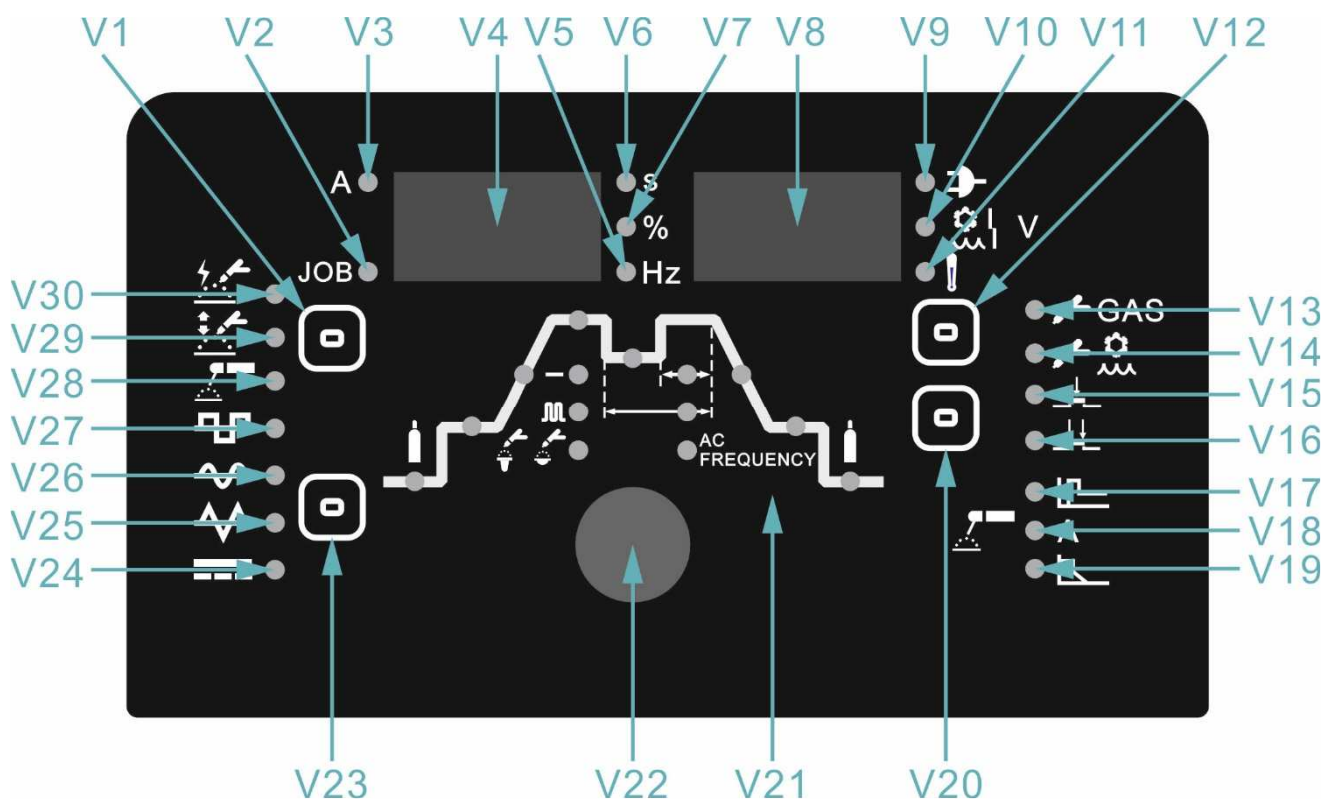 V1 V2 V3 V4 V5 V6 V7 V8 V9 V10 V11 V12
A s
% V
JOB Hz
V30 GAS V13
V29 V14
V28 V15
V27 AC V16
FREQUENCY
V26 V17
V25 A V18
V24 V19
V23 V22 V21 V20